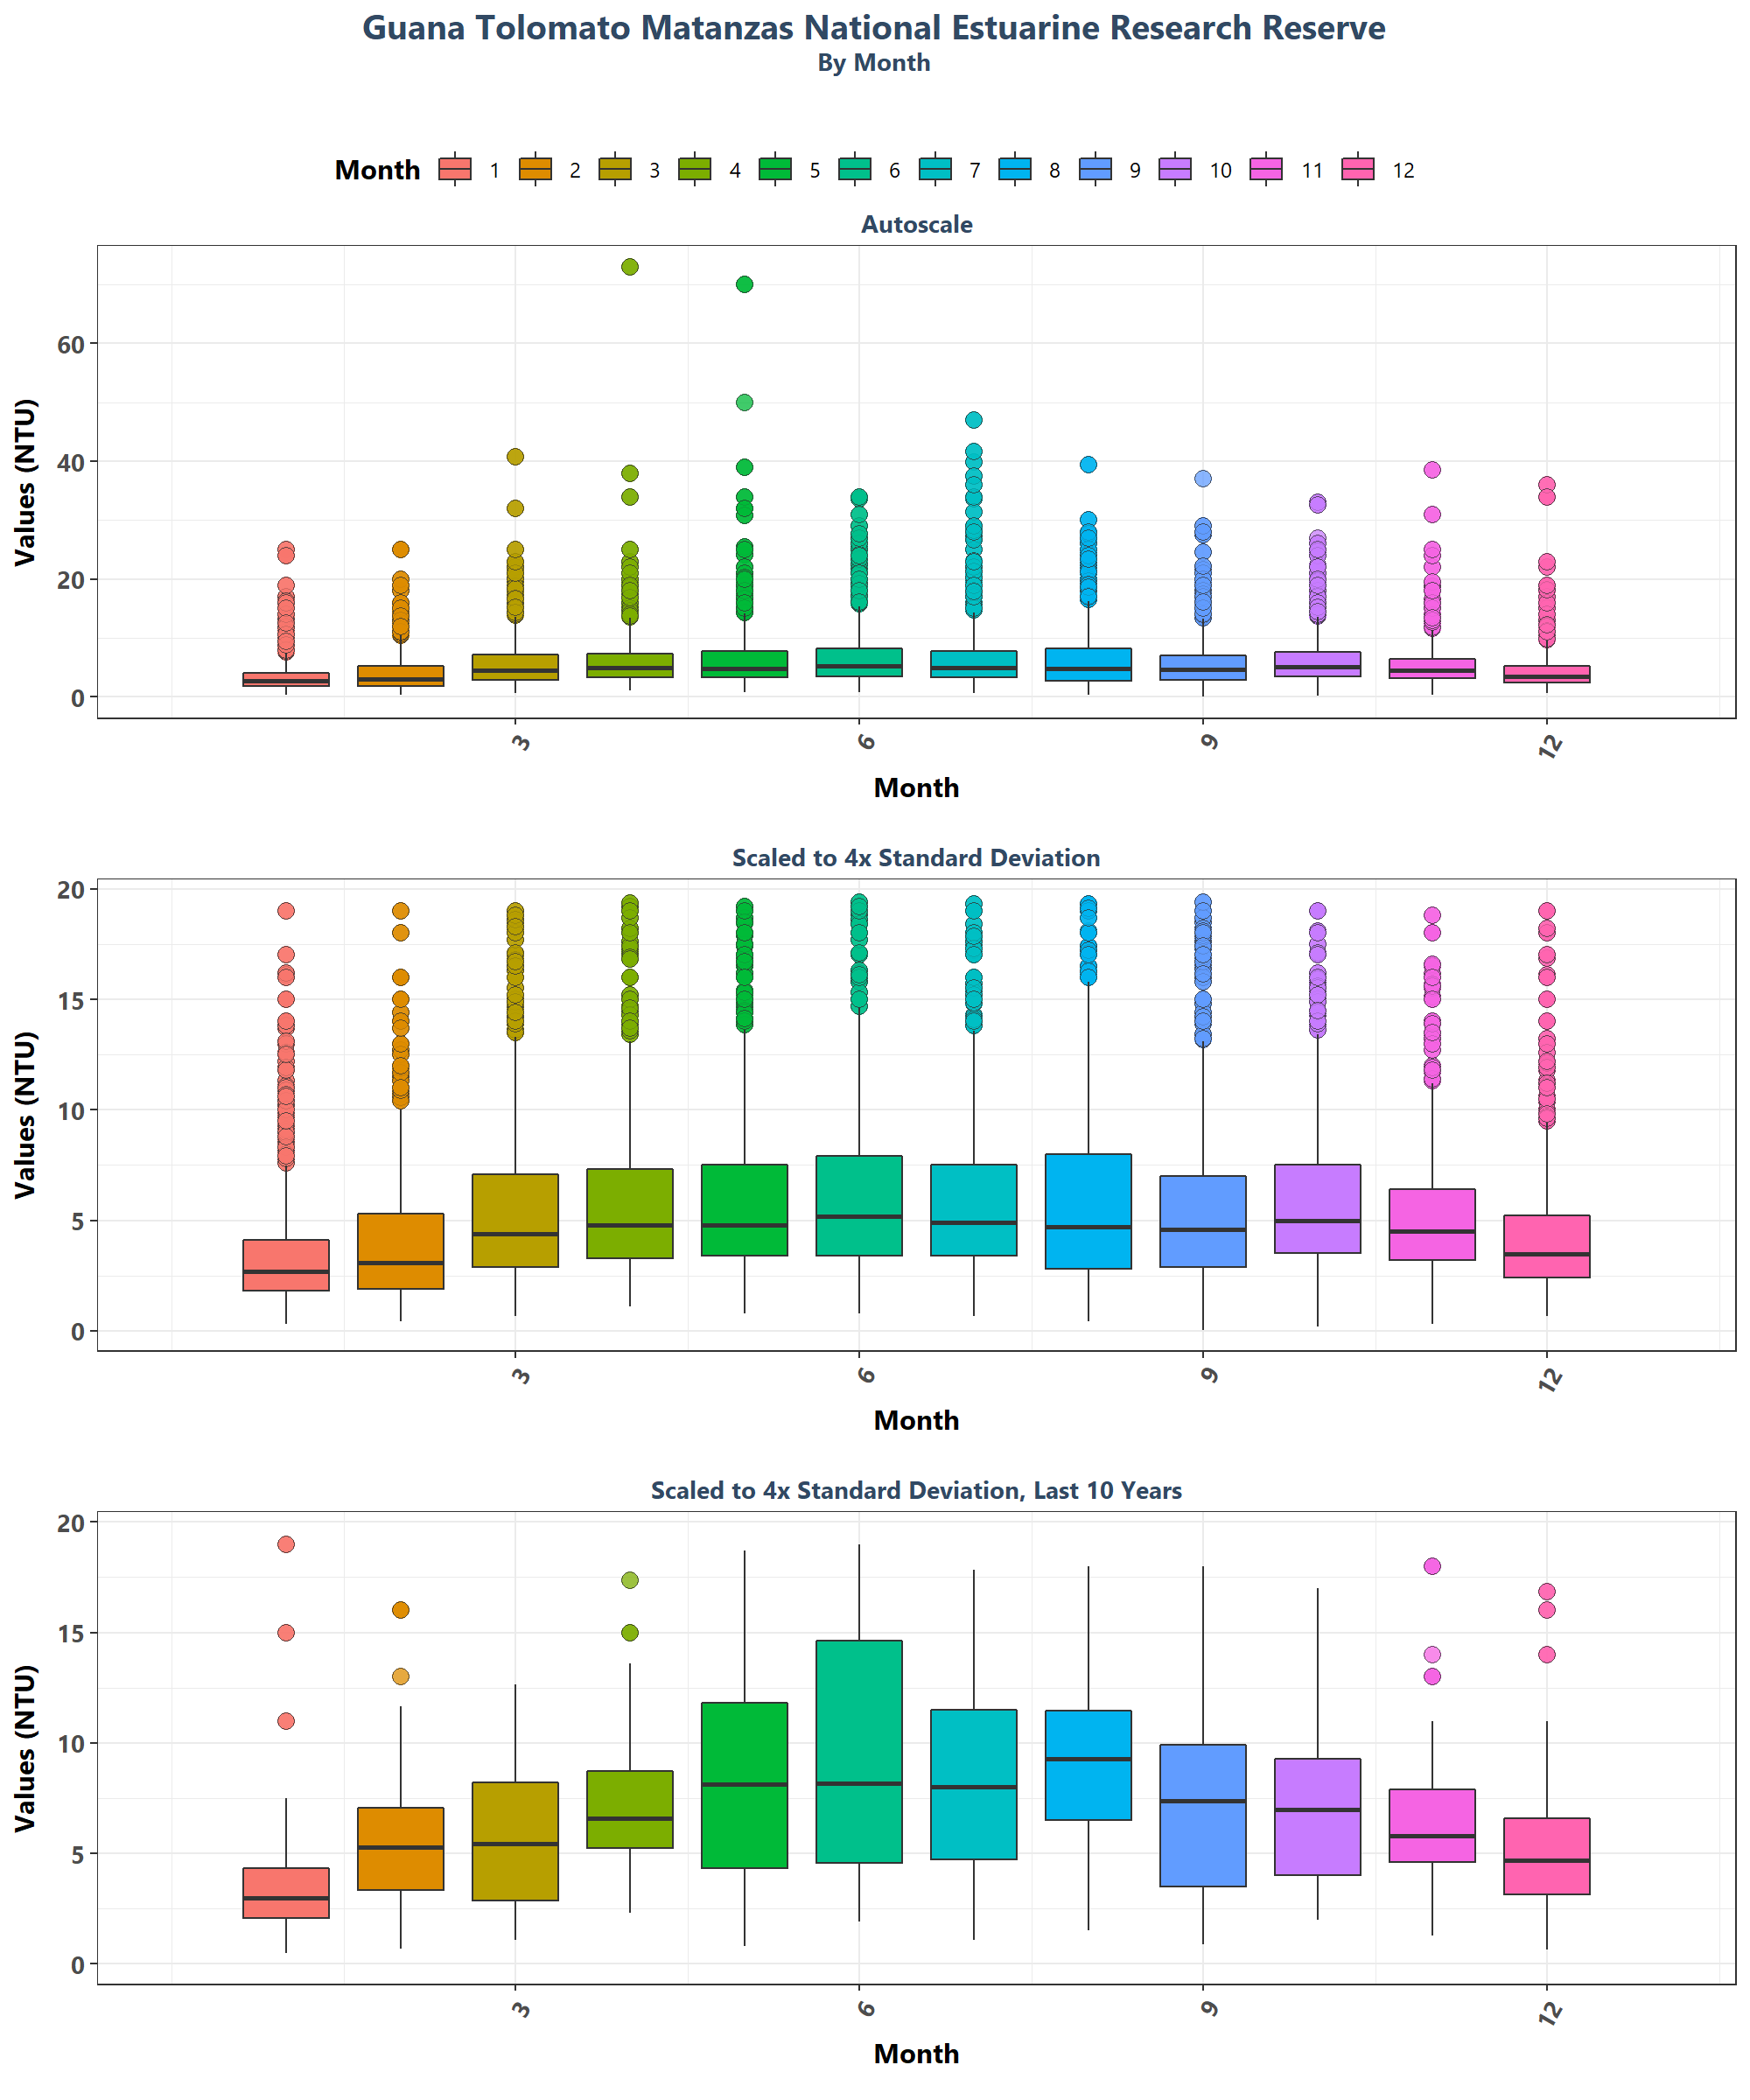 Guana Tolomato Matanzas National Estuarine Research Reserve
By Month
Month 1 2 3 4 5 6 7 8 9 10 11 12
Autoscale
Values (NTU)
60
40
20
0
3 6 9 12
Month
Scaled to 4x Standard Deviation
Values (NTU)
20
15
10
5
0
3 6 9 12
Month
Scaled to 4x Standard Deviation, Last 10 Years
Values (NTU)
20
15
10
5
0
3 6 9 12
Month